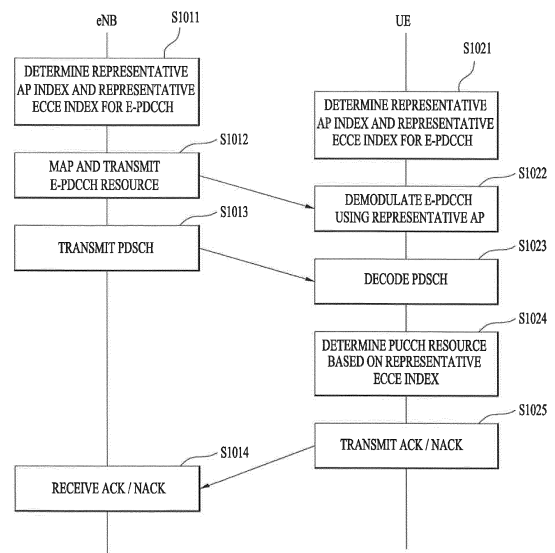 eNB
UE
S1011
DETERMINE REPRESENTATIVE
AP INDEX AND REPRESENTATIVE
ECCE INDEX FOR E-PDCCH
S1021
DETERMINE REPRESENTATIVE
AP INDEX AND REPRESENTATIVE
ECCE INDEX FOR E-PDCCH
S1012
MAP AND TRANSMIT
E-PDCCH RESOURCE
S1022
DEMODULATE E-PDCCH
USING REPRESENTATIVE AP
S1013
TRANSMIT PDSCH
S1023
DECODE PDSCH
S1024
DETERMINE PUCCH RESOURCE
BASED ON REPRESENTATIVE
ECCE INDEX
S1025
TRANSMIT ACK / NACK
S1014
RECEIVE ACK / NACK